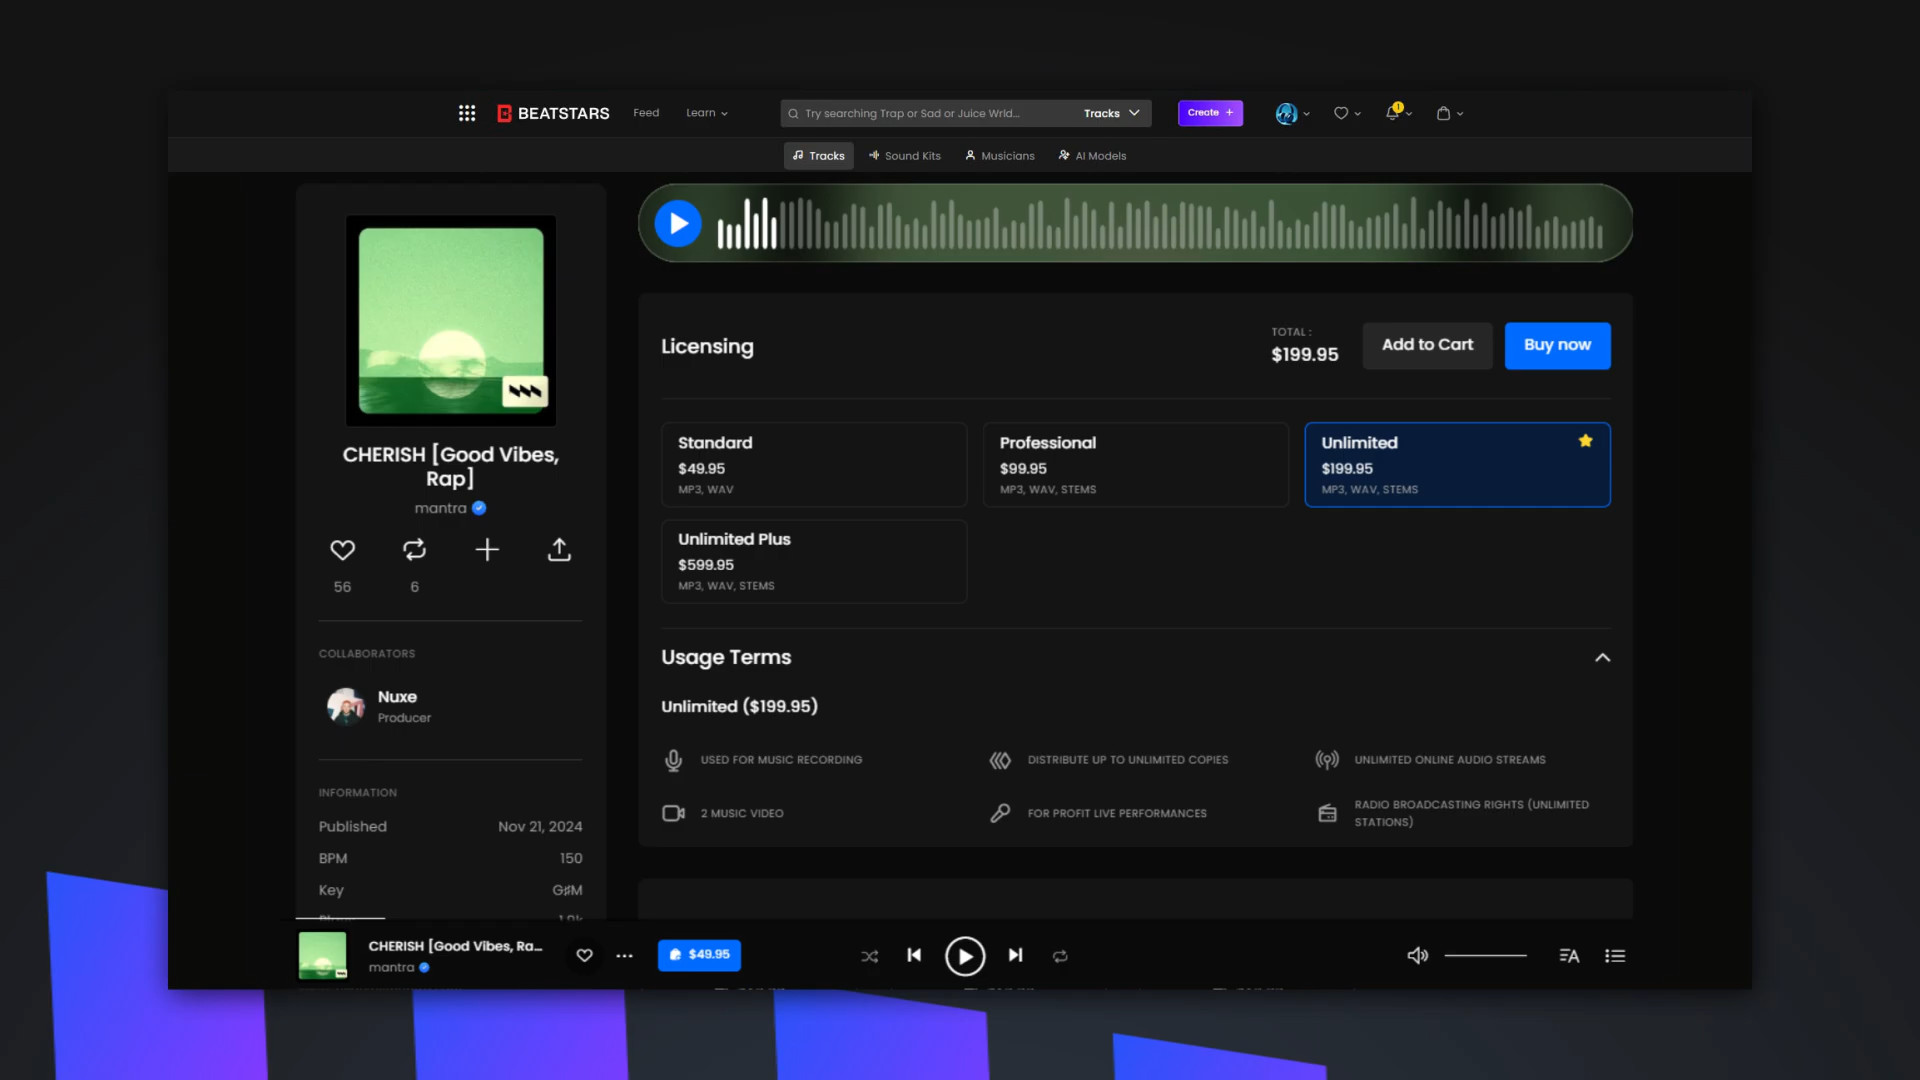 BEATSTARS
Feed
Learn
Try searching Trap or Sad or Juice Wrld...
Tracks
Create +
1
Tracks
Sound Kits
Musicians
AI Models
CHERISH [Good Vibes, Rap]
mantra
56
6
COLLABORATORS
Nuxe
Producer
INFORMATION
Published Nov 21, 2024
BPM 150
Key G#M
Licensing
TOTAL :
$199.95
Add to Cart
Buy now
Standard
$49.95
MP3, WAV
Professional
$99.95
MP3, WAV, STEMS
Unlimited
$199.95
MP3, WAV, STEMS
Unlimited Plus
$599.95
MP3, WAV, STEMS
Usage Terms
Unlimited ($199.95)
USED FOR MUSIC RECORDING
DISTRIBUTE UP TO UNLIMITED COPIES
UNLIMITED ONLINE AUDIO STREAMS
2 MUSIC VIDEO
FOR PROFIT LIVE PERFORMANCES
RADIO BROADCASTING RIGHTS (UNLIMITED
STATIONS)
CHERISH [Good Vibes, Ra...
mantra
$49.95